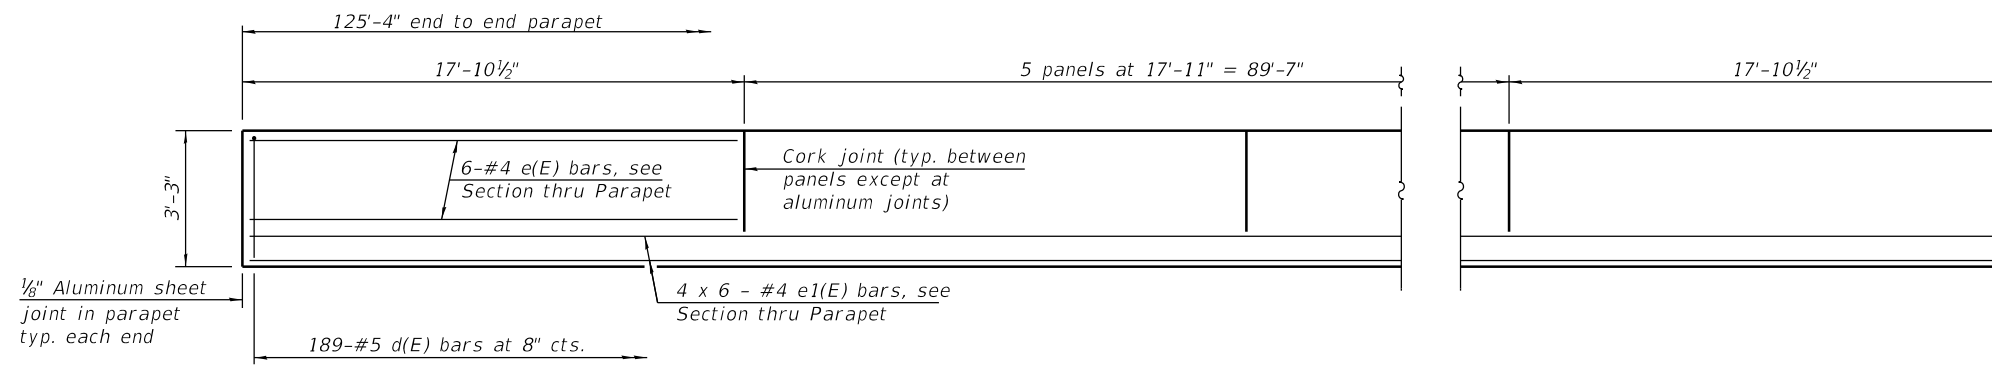 125'-4" end to end parapet
17'-10½"
5 panels at 17'-11" = 89'-7"
17'-10½"
3'-3"
6-#4 e(E) bars, see
Section thru Parapet
Cork joint (typ. between
panels except at
aluminum joints)
⅛" Aluminum sheet
joint in parapet
typ. each end
4 x 6 - #4 e1(E) bars, see
Section thru Parapet
189-#5 d(E) bars at 8" cts.